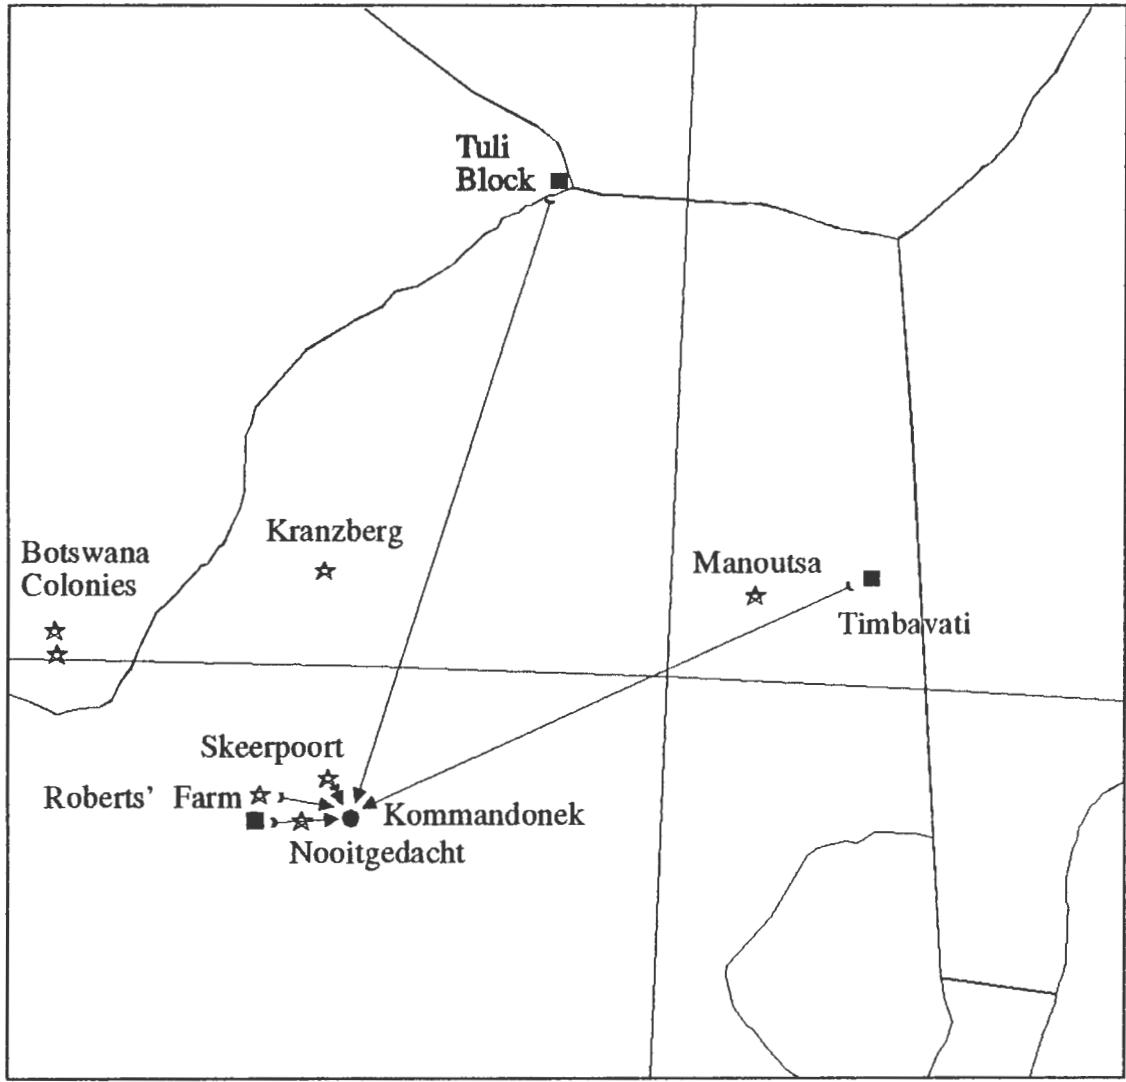 Tuli
Block
Kranzberg
Botswana
Colonies
Manoutsa
Timbavati
Skeerpoort
Roberts' Farm
Kommandonek
Nooitgedacht